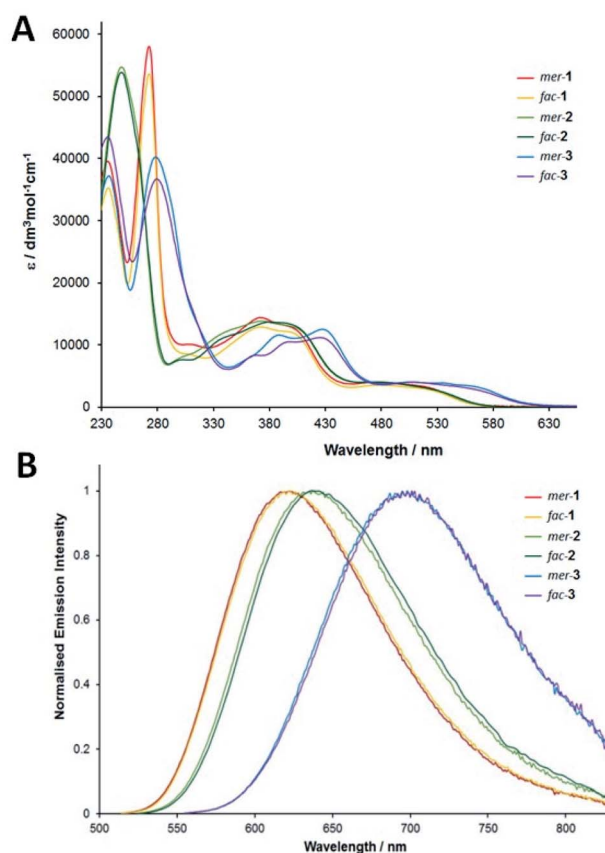 A
60000
50000
40000
30000
20000
10000
0
ε / dm³mol⁻¹cm⁻¹
mer-1
fac-1
mer-2
fac-2
mer-3
fac-3
230 280 330 380 430 480 530 580 630
Wavelength / nm
B
1
0.8
0.6
0.4
0.2
0
Normalised Emission Intensity
mer-1
fac-1
mer-2
fac-2
mer-3
fac-3
500 550 600 650 700 750 800
Wavelength / nm